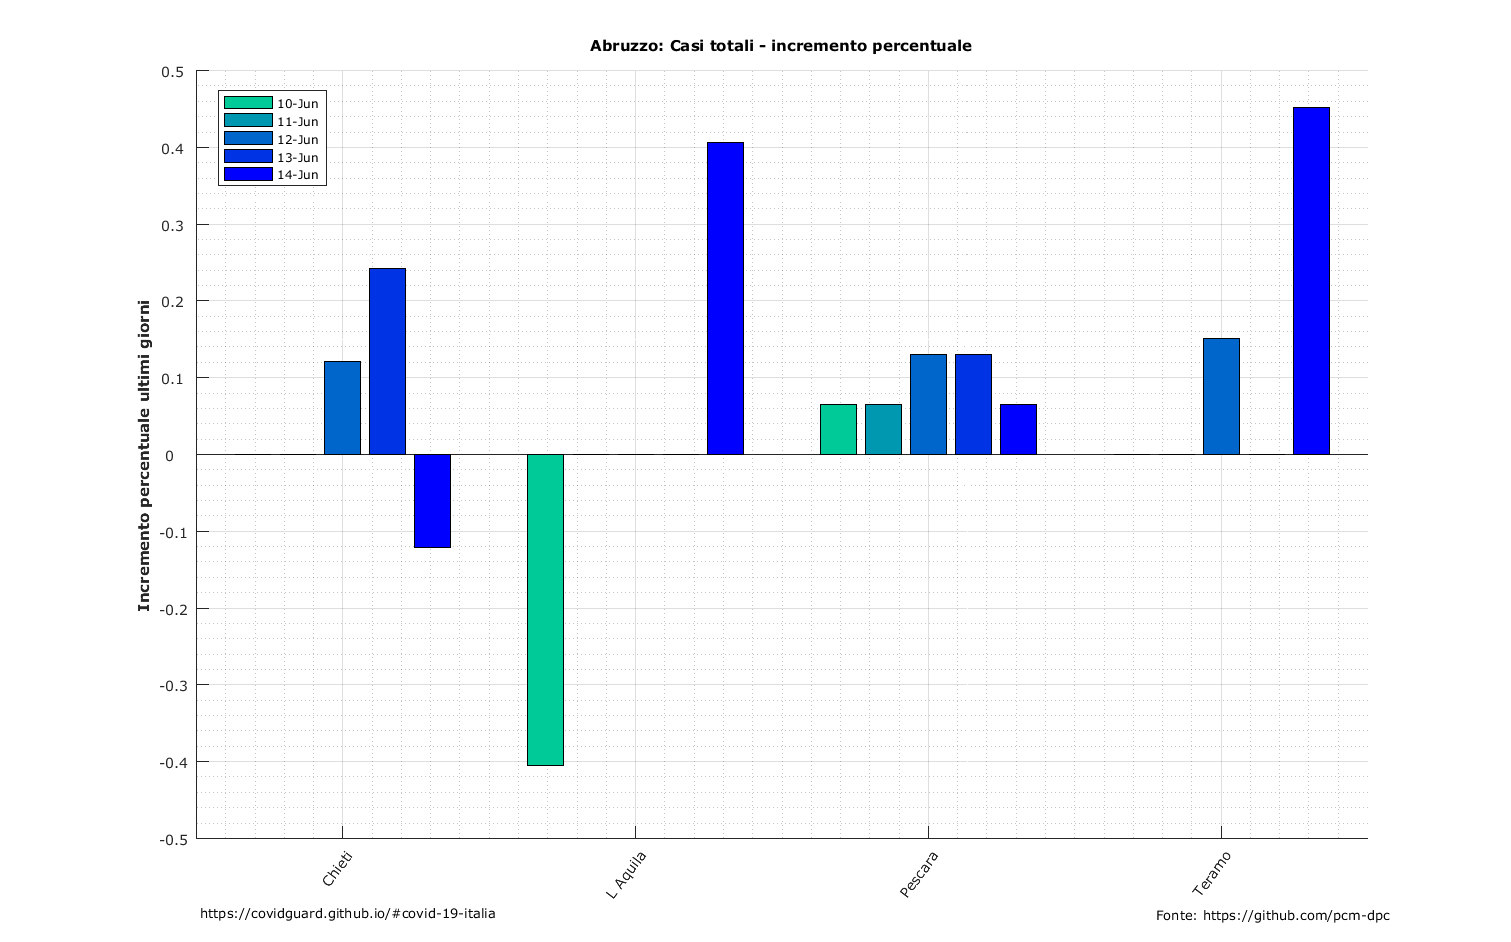 Abruzzo: Casi totali - incremento percentuale
0.5
0.4
0.3
0.2
0.1
0
-0.1
-0.2
-0.3
-0.4
-0.5
Incremento percentuale ultimi giorni
10-Jun
11-Jun
12-Jun
13-Jun
14-Jun
Chieti
L Aquila
Pescara
Teramo
https://covidguard.github.io/#covid-19-italia
Fonte: https://github.com/pcm-dpc